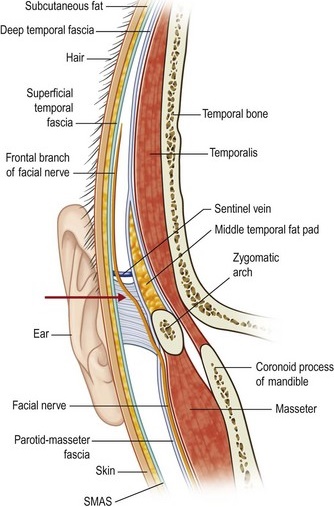 Subcutaneous fat
Deep temporal fascia
Hair
Superficial
temporal
fascia
Frontal branch
of facial nerve
Ear
Facial nerve
Parotid-masseter
fascia
Skin
SMAS
Temporal bone
Temporalis
Sentinel vein
Middle temporal fat pad
Zygomatic
arch
Coronoid process
of mandible
Masseter